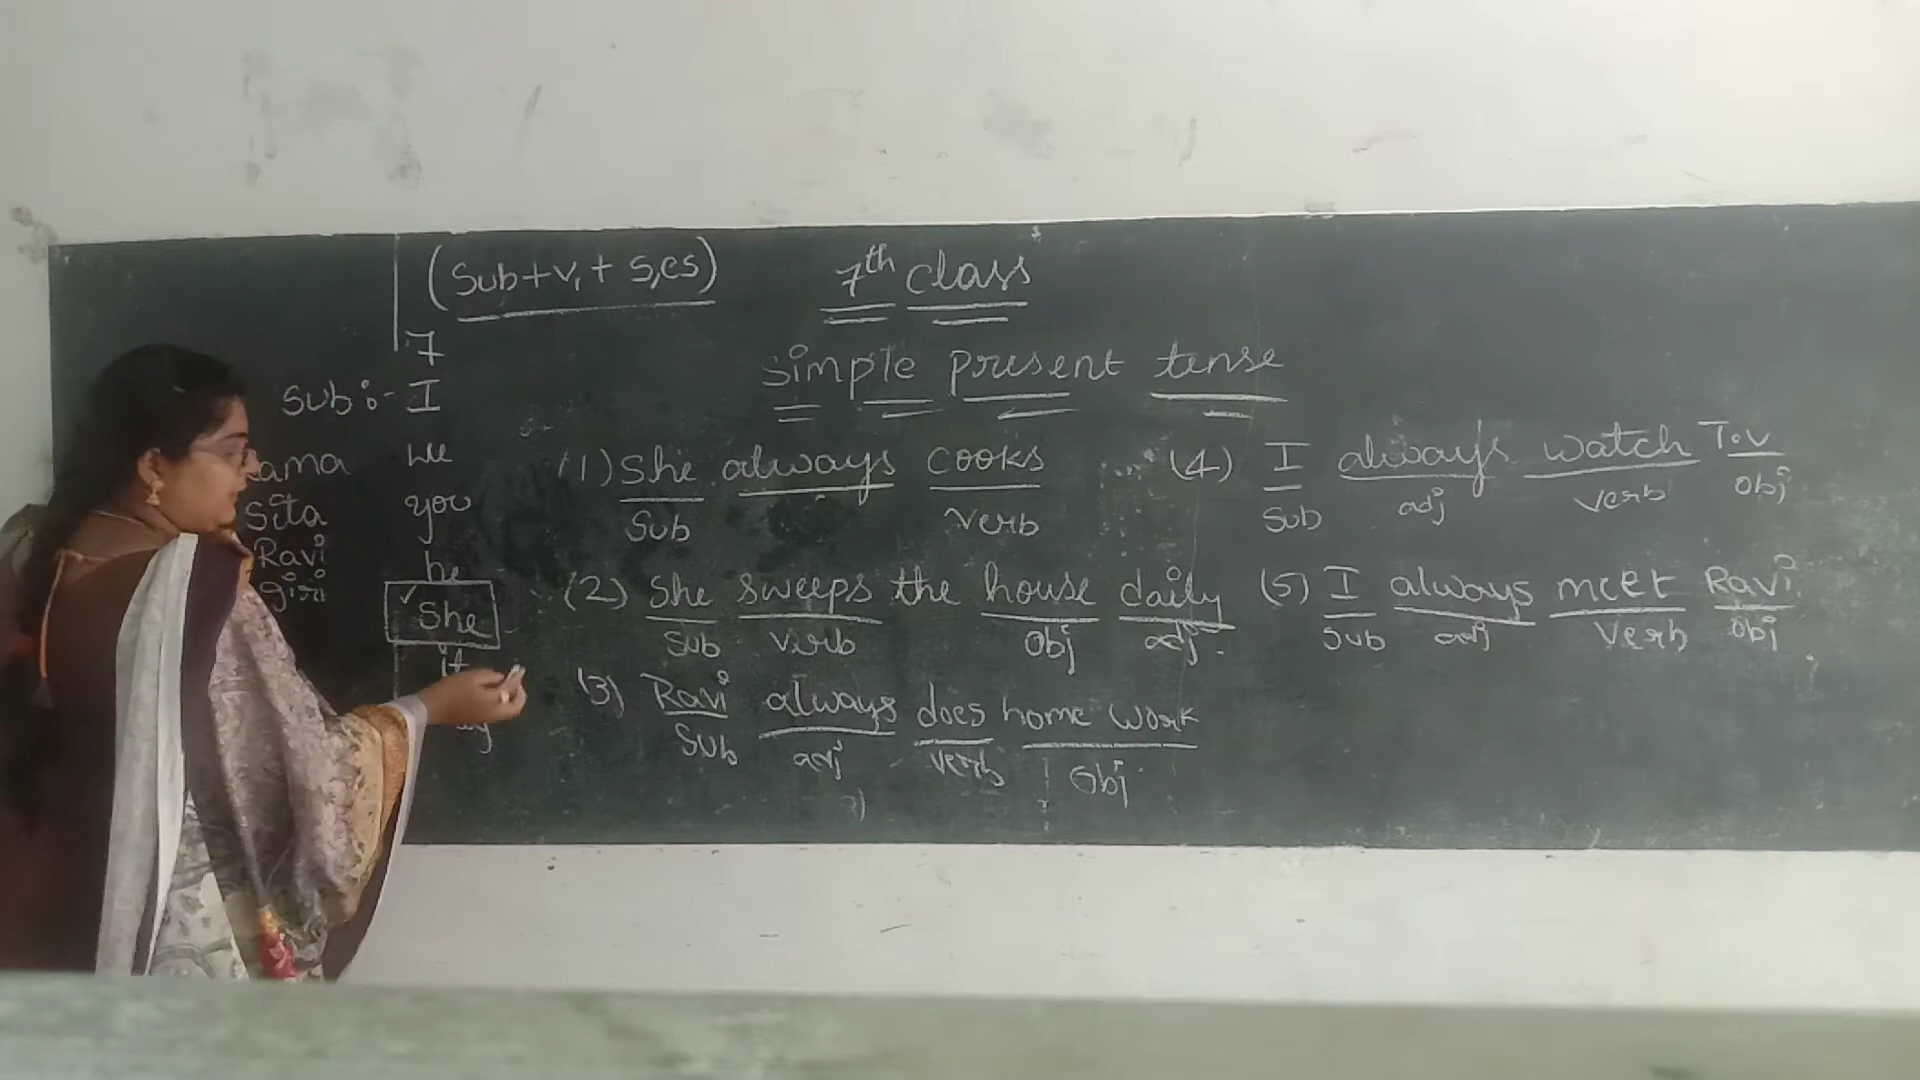 (Sub+v₁+ s,es)
7th class
7
simple present tense
Sub:- I
we
you
he
✓She
it
ama
Sita
Ravi
giri
(1) She always cooks
Sub verb
(2) She sweeps the house daily
Sub verb obj adj
(3) Ravi always does home work
Sub adj verb obj
(4) I always watch T.V
Sub adj verb obj
(5) I always meet Ravi
Sub adj verb obj